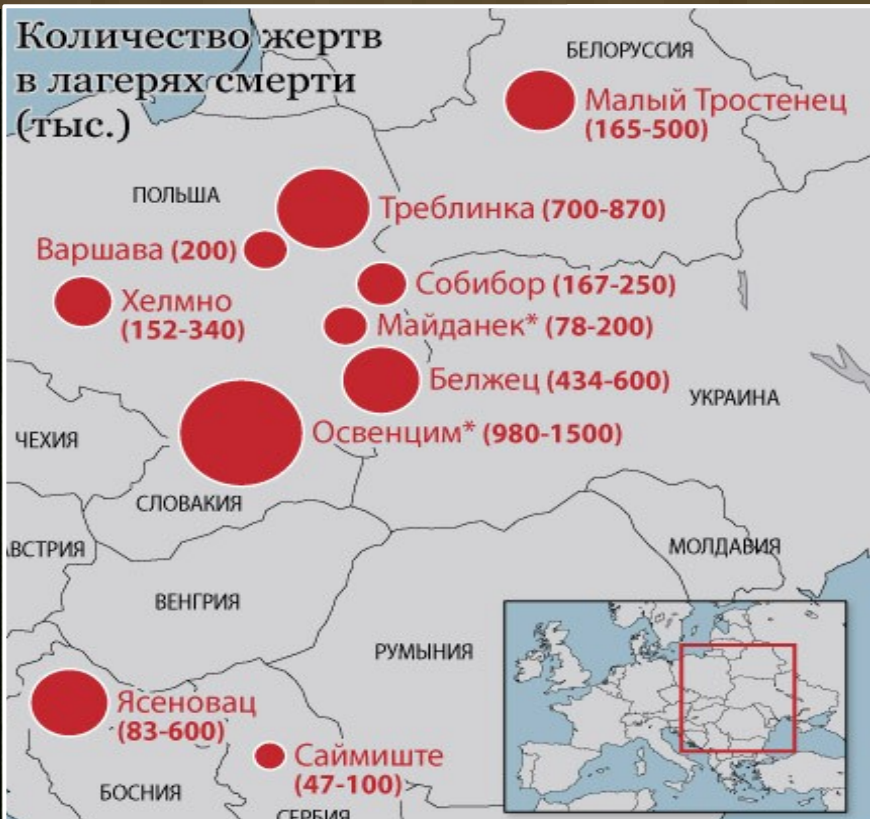 Количество жертв
в лагерях смерти
(тыс.)
БЕЛОРУССИЯ
Малый Тростенец
(165-500)
ПОЛЬША
Треблинка (700-870)
Варшава (200)
Собибор (167-250)
Хелмно
(152-340)
Майданек* (78-200)
Белжец (434-600)
УКРАИНА
Освенцим* (980-1500)
ЧЕХИЯ
СЛОВАКИЯ
АВСТРИЯ
МОЛДАВИЯ
ВЕНГРИЯ
РУМЫНИЯ
Ясеновац
(83-600)
Саймиште
(47-100)
БОСНИЯ
СЕРБИЯ